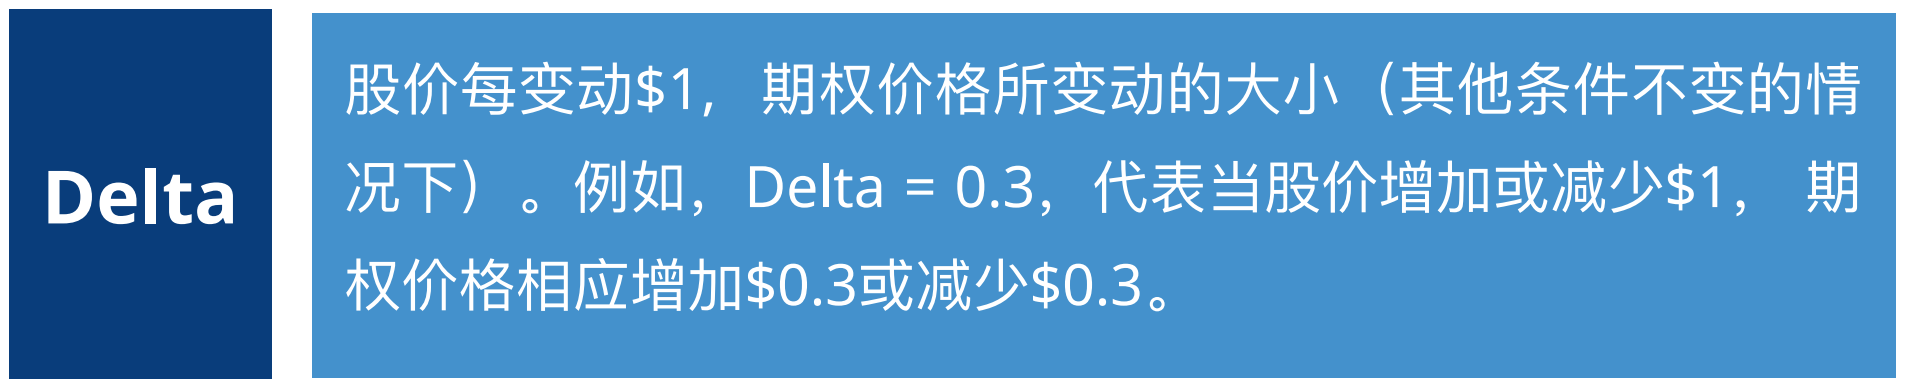 Delta
股价每变动$1, 期权价格所变动的大小（其他条件不变的情
况下）。例如，Delta = 0.3，代表当股价增加或减少$1， 期
权价格相应增加$0.3或减少$0.3。